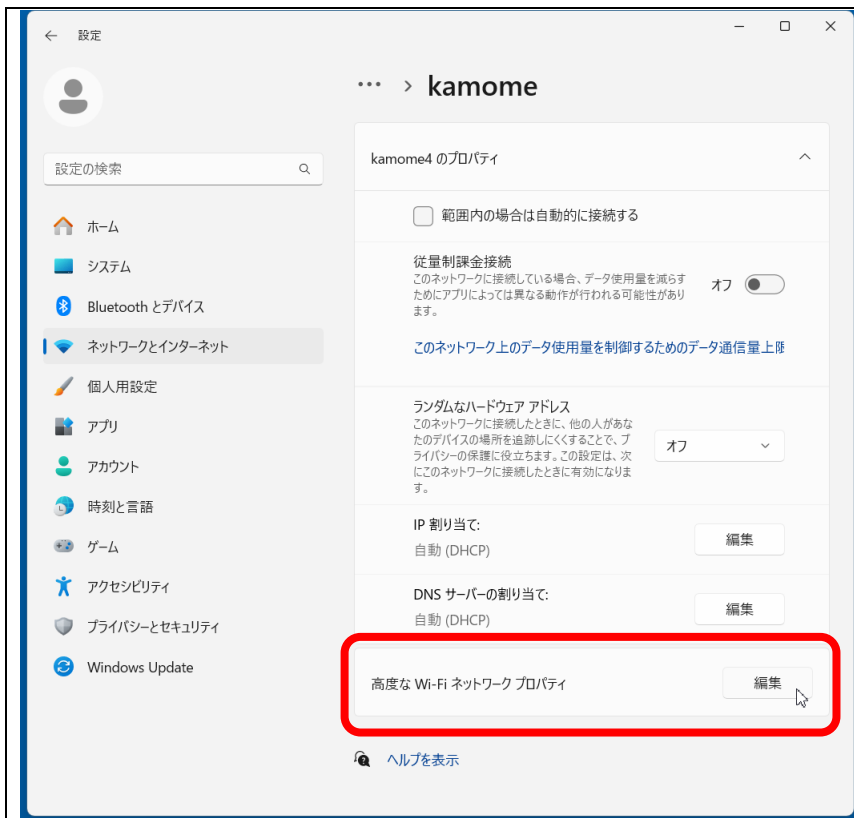 設定
••• › kamome
設定の検索
ホーム
システム
Bluetooth とデバイス
ネットワークとインターネット
個人用設定
アプリ
アカウント
時刻と言語
ゲーム
アクセシビリティ
プライバシーとセキュリティ
Windows Update
kamome4 のプロパティ
範囲内の場合は自動的に接続する
従量制課金接続
このネットワークに接続している場合、データ使用量を減らす
ためにアプリによっては異なる動作が行われる可能性があり
ます。
オフ
このネットワーク上のデータ使用量を制御するためのデータ通信量上限
ランダムなハードウェア アドレス
このネットワークに接続したときに、他の人があな
たのデバイスの場所を追跡しにくくすることで、プ
ライバシーの保護に役立ちます。この設定は、次
にこのネットワークに接続したときに有効になりま
す。
オフ
IP 割り当て:
自動 (DHCP)
編集
DNS サーバーの割り当て:
自動 (DHCP)
編集
高度な Wi-Fi ネットワーク プロパティ
編集
ヘルプを表示